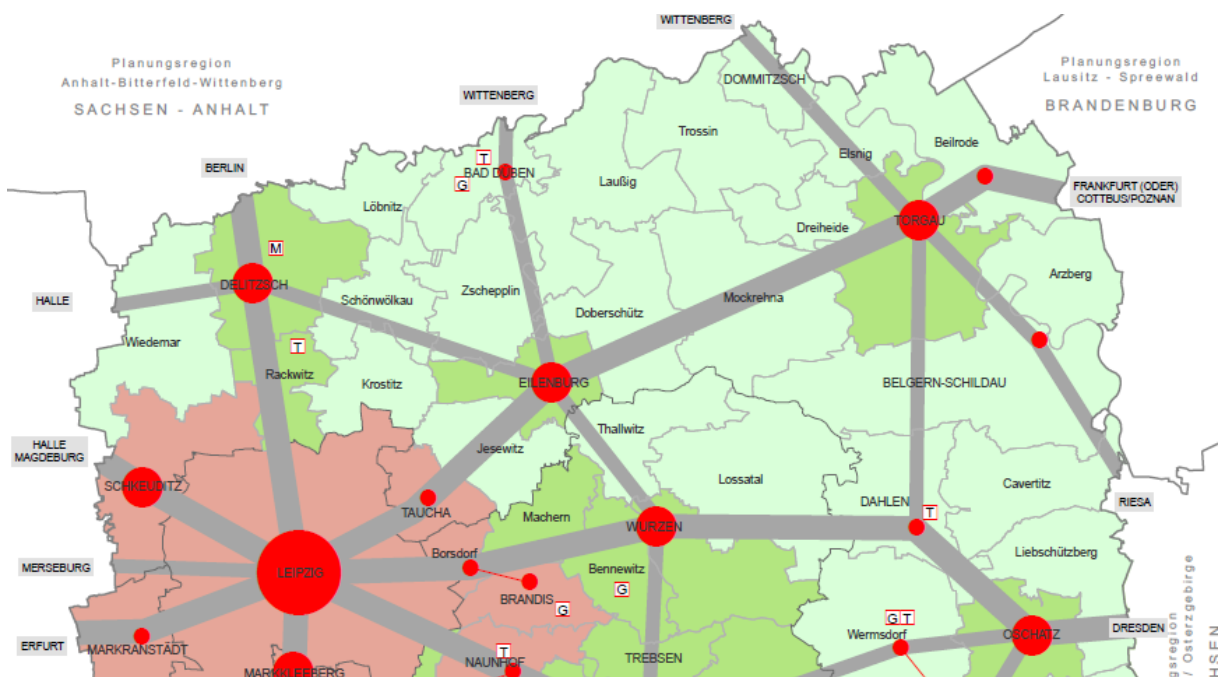 WITTENBERG
Planungsregion
Anhalt-Bitterfeld-Wittenberg
SACHSEN - ANHALT
Planungsregion
Lausitz - Spreewald
BRANDENBURG
DOMMITZSCH
WITTENBERG
Trossin
Beilrode
Elsnig
BERLIN
T
BAD DÜBEN
G
Laußig
FRANKFURT (ODER)
COTTBUS/POZNAN
Löbnitz
Dreiheide
TORGAU
M
Arzberg
DELITZSCH
Zschepplin
Schönwölkau
Mockrehna
HALLE
Doberschütz
Wiedemar
T
Rackwitz
Krostitz
EILENBURG
BELGERN-SCHILDAU
Thallwitz
HALLE
MAGDEBURG
Jesewitz
Lossatal
Cavertitz
SCHKEUDITZ
DAHLEN
RIESA
TAUCHA
Machern
T
WURZEN
Borsdorf
Liebschützberg
MERSEBURG
LEIPZIG
Bennewitz
BRANDIS
G
G
G T
ERFURT
MARKRANSTÄDT
Wermsdorf
OSCHATZ
DRESDEN
T
NAUNHOF
TREBSEN
MARKKLEEBERG
gsregion
/ Osterzgebirge
HSEN